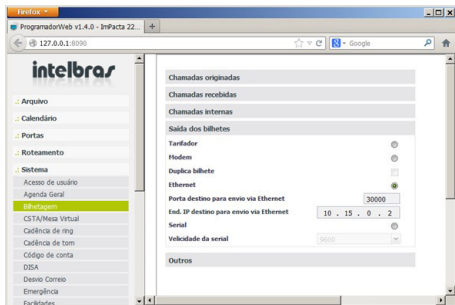 Firefox
ProgramadorWeb v1.4.0 - ImPacta 22...
127.0.0.1:8090
Google
intelbras
Arquivo
Calendário
Portas
Roteamento
Sistema
Acesso de usuário
Agenda Geral
Bilhetagem
CSTA/Mesa Virtual
Cadência de ring
Cadência de tom
Código de conta
DISA
Desvio Correio
Emergência
Facilidades
Chamadas originadas
Chamadas recebidas
Chamadas internas
Saída dos bilhetes
Tarifador
Modem
Duplica bilhete
Ethernet
Porta destino para envio via Ethernet 30000
End. IP destino para envio via Ethernet 10 . 15 . 0 . 2
Serial
Velocidade da serial 9600
Outros